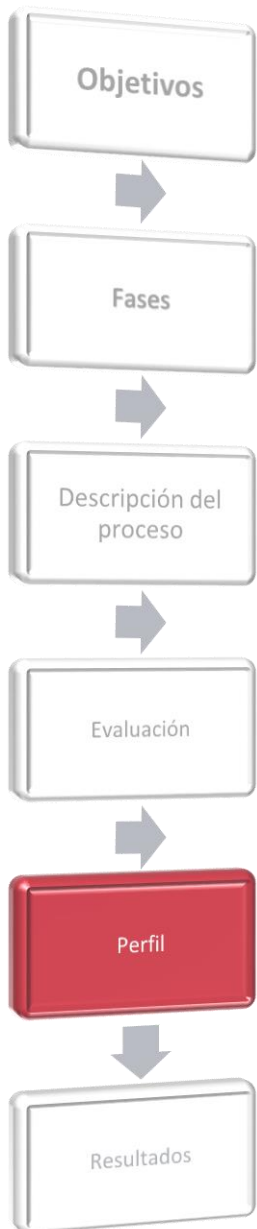 Objetivos
Fases
Descripción del
proceso
Evaluación
Perfil
Resultados